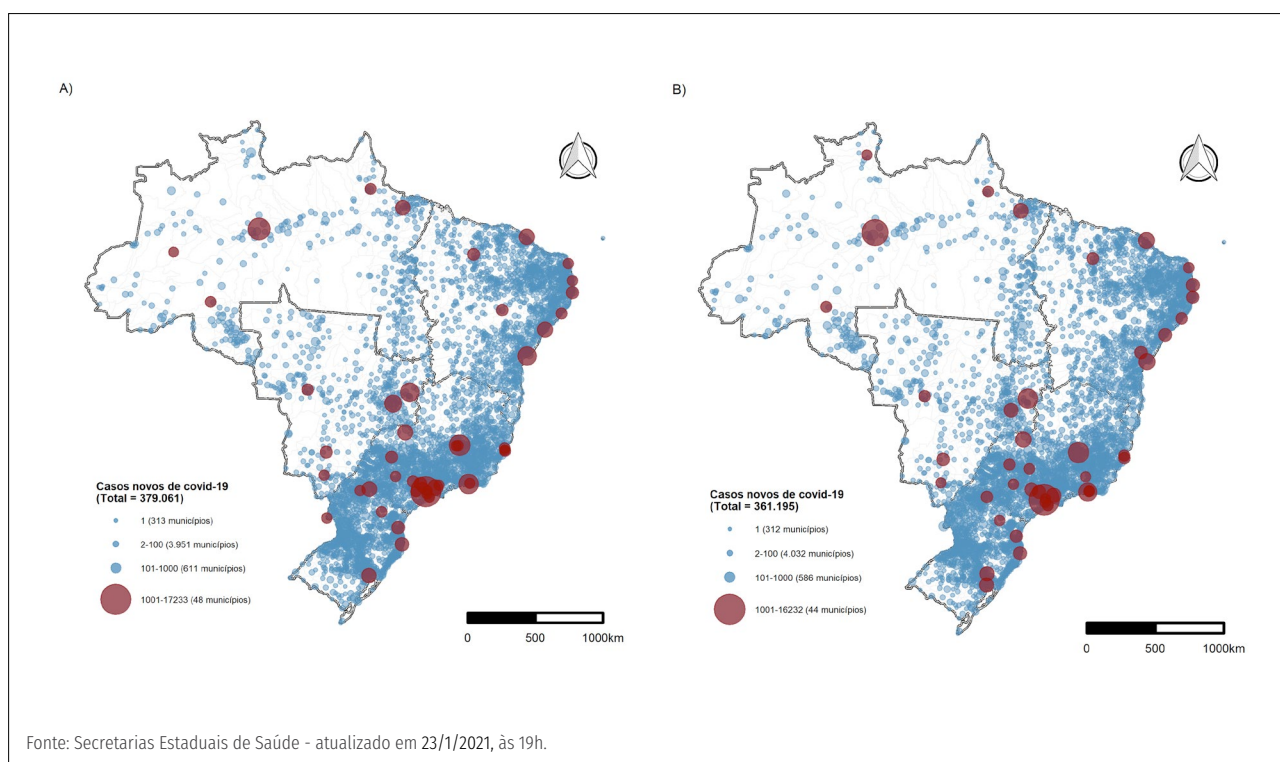 A)
Casos novos de covid-19
(Total = 379.061)
1 (313 municípios)
2-100 (3.951 municípios)
101-1000 (611 municípios)
1001-17233 (48 municípios)
0 500 1000km
B)
Casos novos de covid-19
(Total = 361.195)
1 (312 municípios)
2-100 (4.032 municípios)
101-1000 (586 municípios)
1001-16232 (44 municípios)
0 500 1000km
Fonte: Secretarias Estaduais de Saúde - atualizado em 23/1/2021, às 19h.